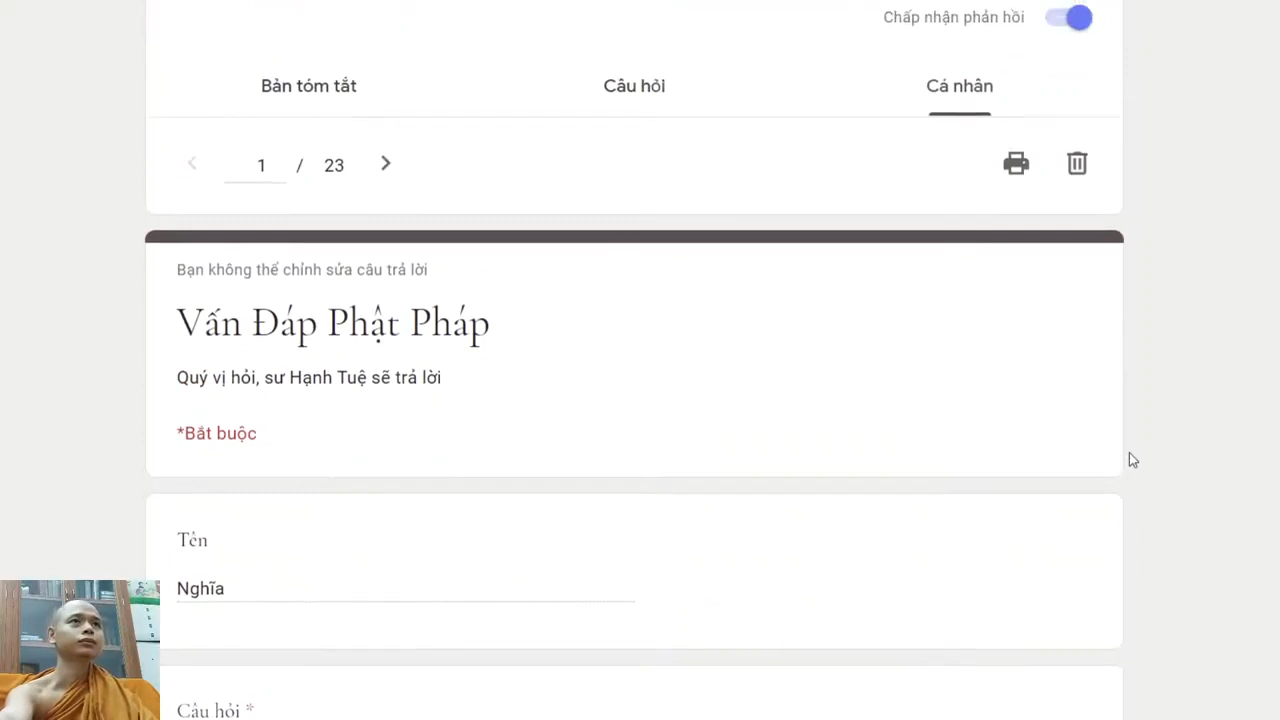 Chấp nhận phản hồi
Bản tóm tắt Câu hỏi Cá nhân
1 / 23
Bạn không thể chỉnh sửa câu trả lời
Vấn Đáp Phật Pháp
Quý vị hỏi, sư Hạnh Tuệ sẽ trả lời
*Bắt buộc
Tên
Nghĩa
Câu hỏi *